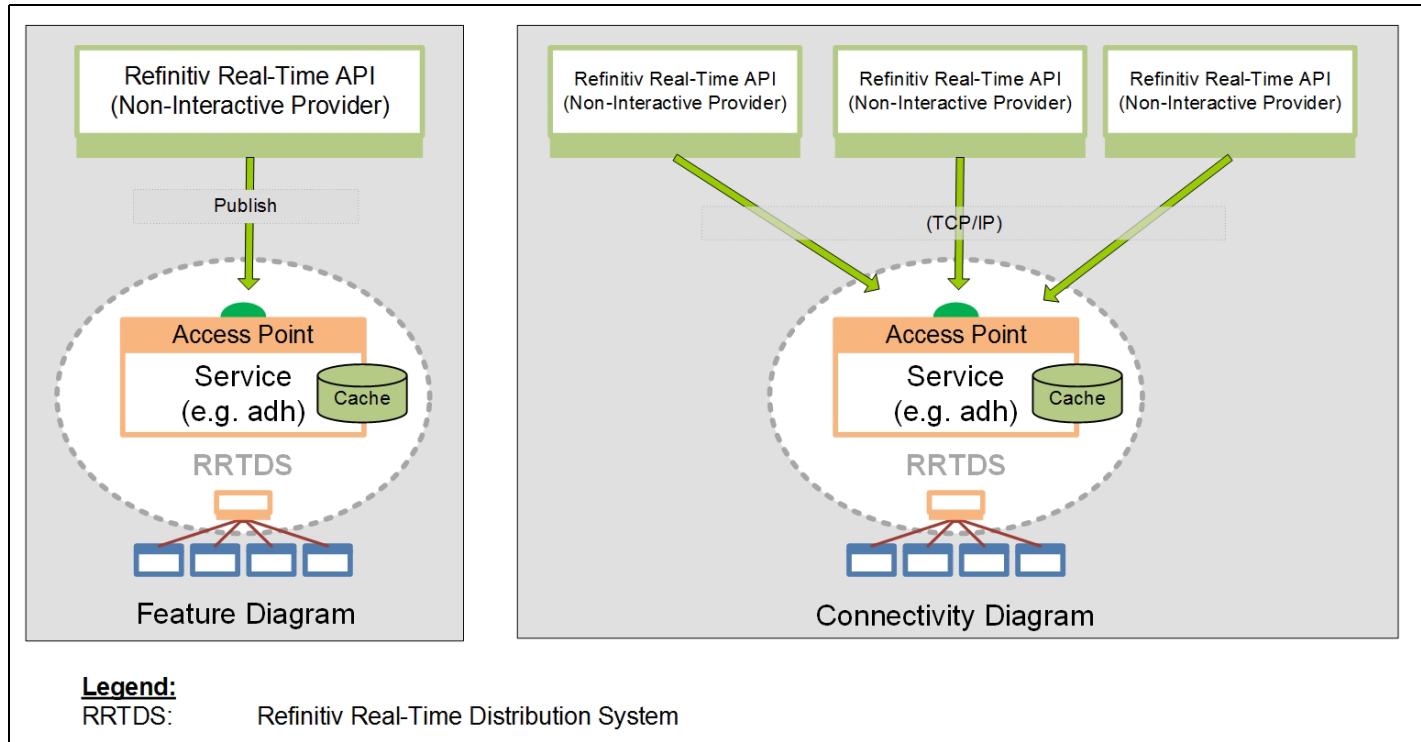 Refinitiv Real-Time API
(Non-Interactive Provider)
Publish
Access Point
Service
(e.g. adh)
Cache
RRTDS
Feature Diagram
Refinitiv Real-Time API
(Non-Interactive Provider)
Refinitiv Real-Time API
(Non-Interactive Provider)
Refinitiv Real-Time API
(Non-Interactive Provider)
(TCP/IP)
Access Point
Service
(e.g. adh)
Cache
RRTDS
Connectivity Diagram
Legend:
RRTDS: Refinitiv Real-Time Distribution System